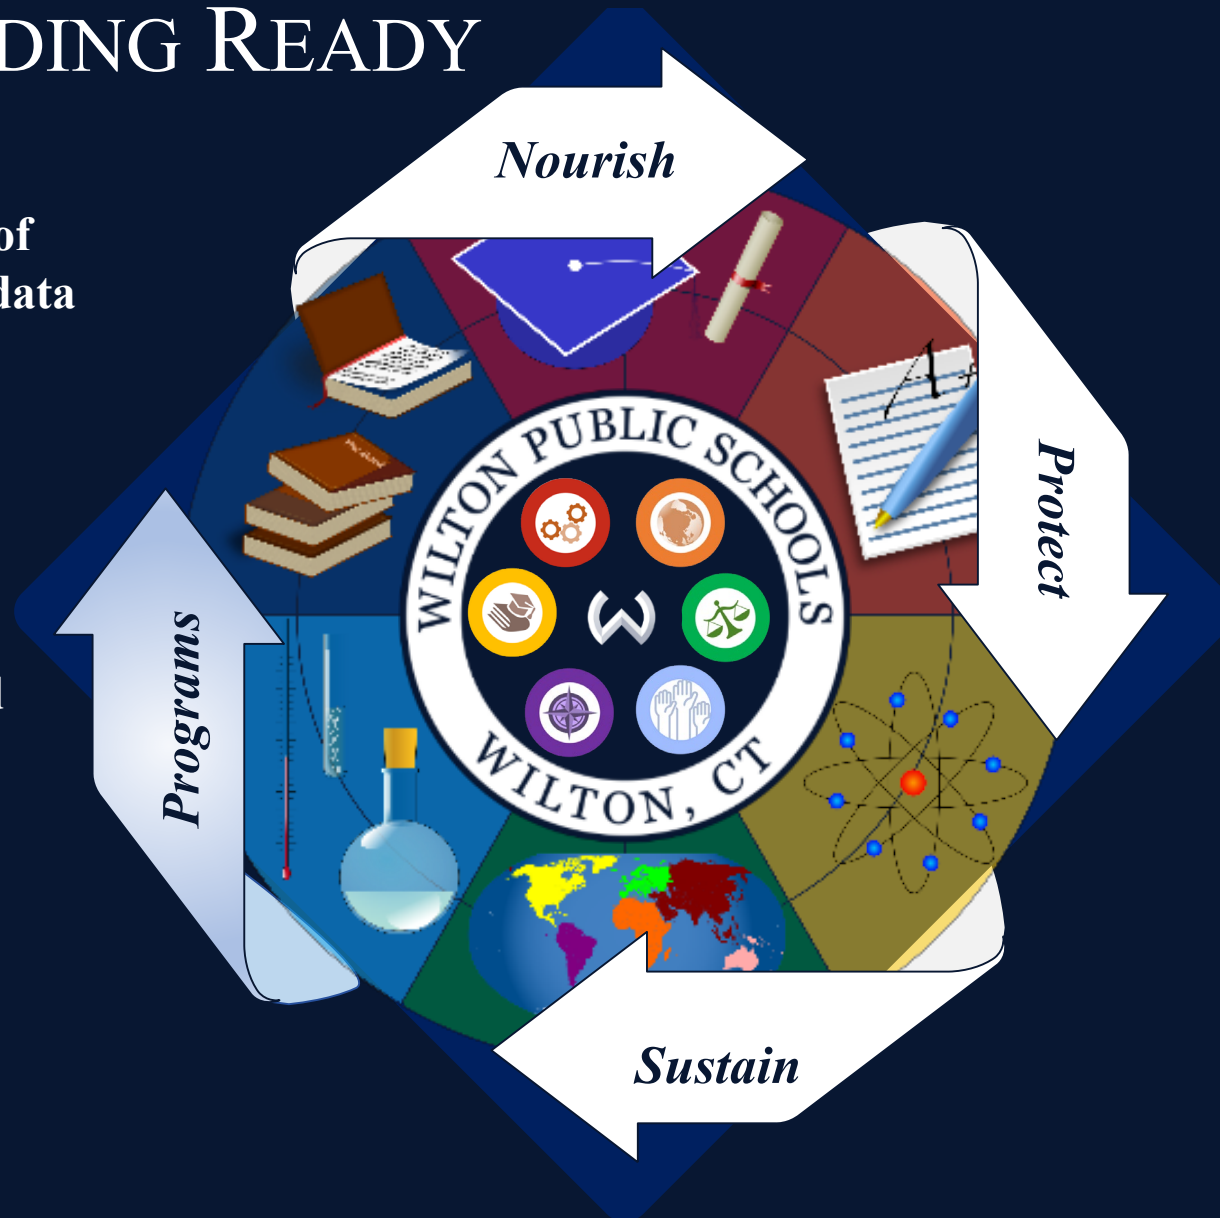 DING READY
Nourish
of
data
A+
Protect
WILTON PUBLIC SCHOOLS
W
Programs
WILTON, CT
Sustain